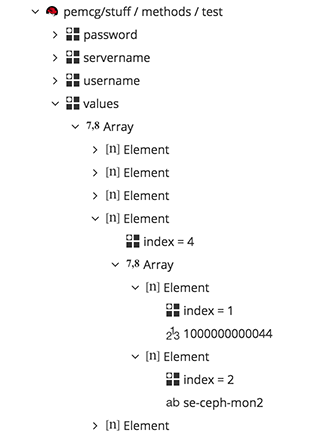 pemcg/stuff / methods / test
password
servername
username
values
7,8 Array
[n] Element
[n] Element
[n] Element
[n] Element
index = 4
7,8 Array
[n] Element
index = 1
213 1000000000044
[n] Element
index = 2
ab se-ceph-mon2
[n] Element